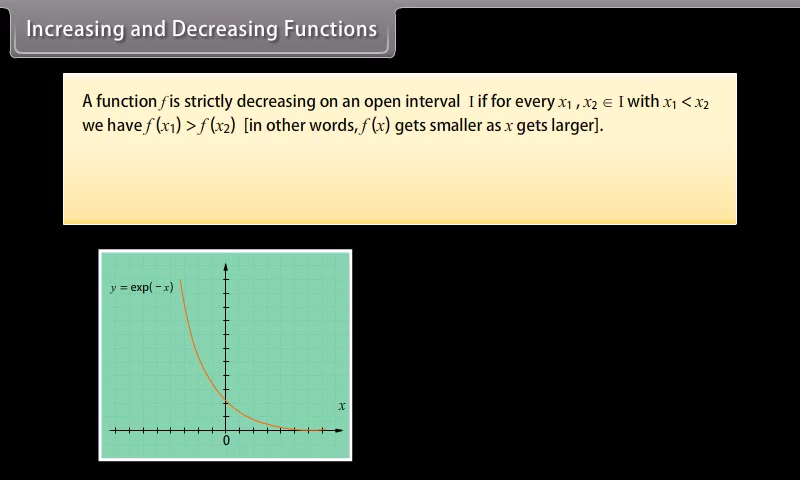 Increasing and Decreasing Functions
A function f is strictly decreasing on an open interval I if for every x₁ , x₂ ∈ I with x₁ < x₂
we have f (x₁) > f (x₂) [in other words, f (x) gets smaller as x gets larger].
y = exp( − x)
x
0